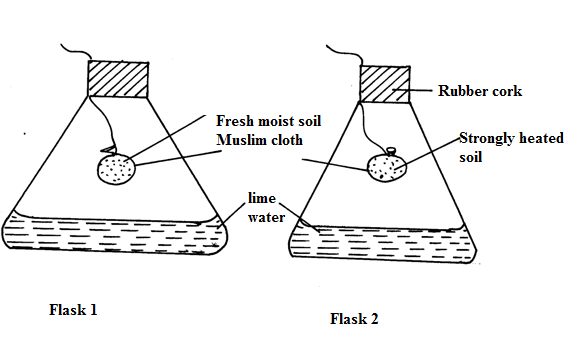 Rubber cork
Fresh moist soil
Muslim cloth
Strongly heated
soil
lime
water
Flask 1
Flask 2